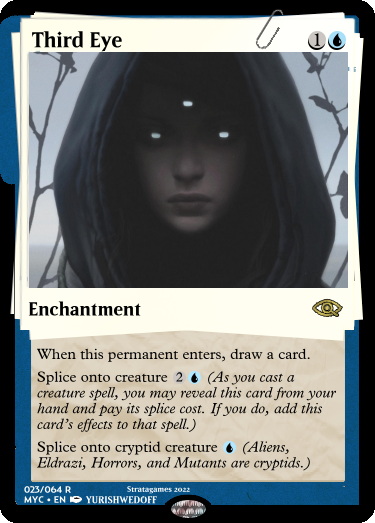 Third Eye 1
Enchantment
When this permanent enters, draw a card.
Splice onto creature 2 (As you cast a
creature spell, you may reveal this card from your
hand and pay its splice cost. If you do, add this
card's effects to that spell.)
Splice onto cryptid creature (Aliens,
Eldrazi, Horrors, and Mutants are cryptids.)
023/064 R Stratagames 2022
MYC • EN YURISHWEDOFF